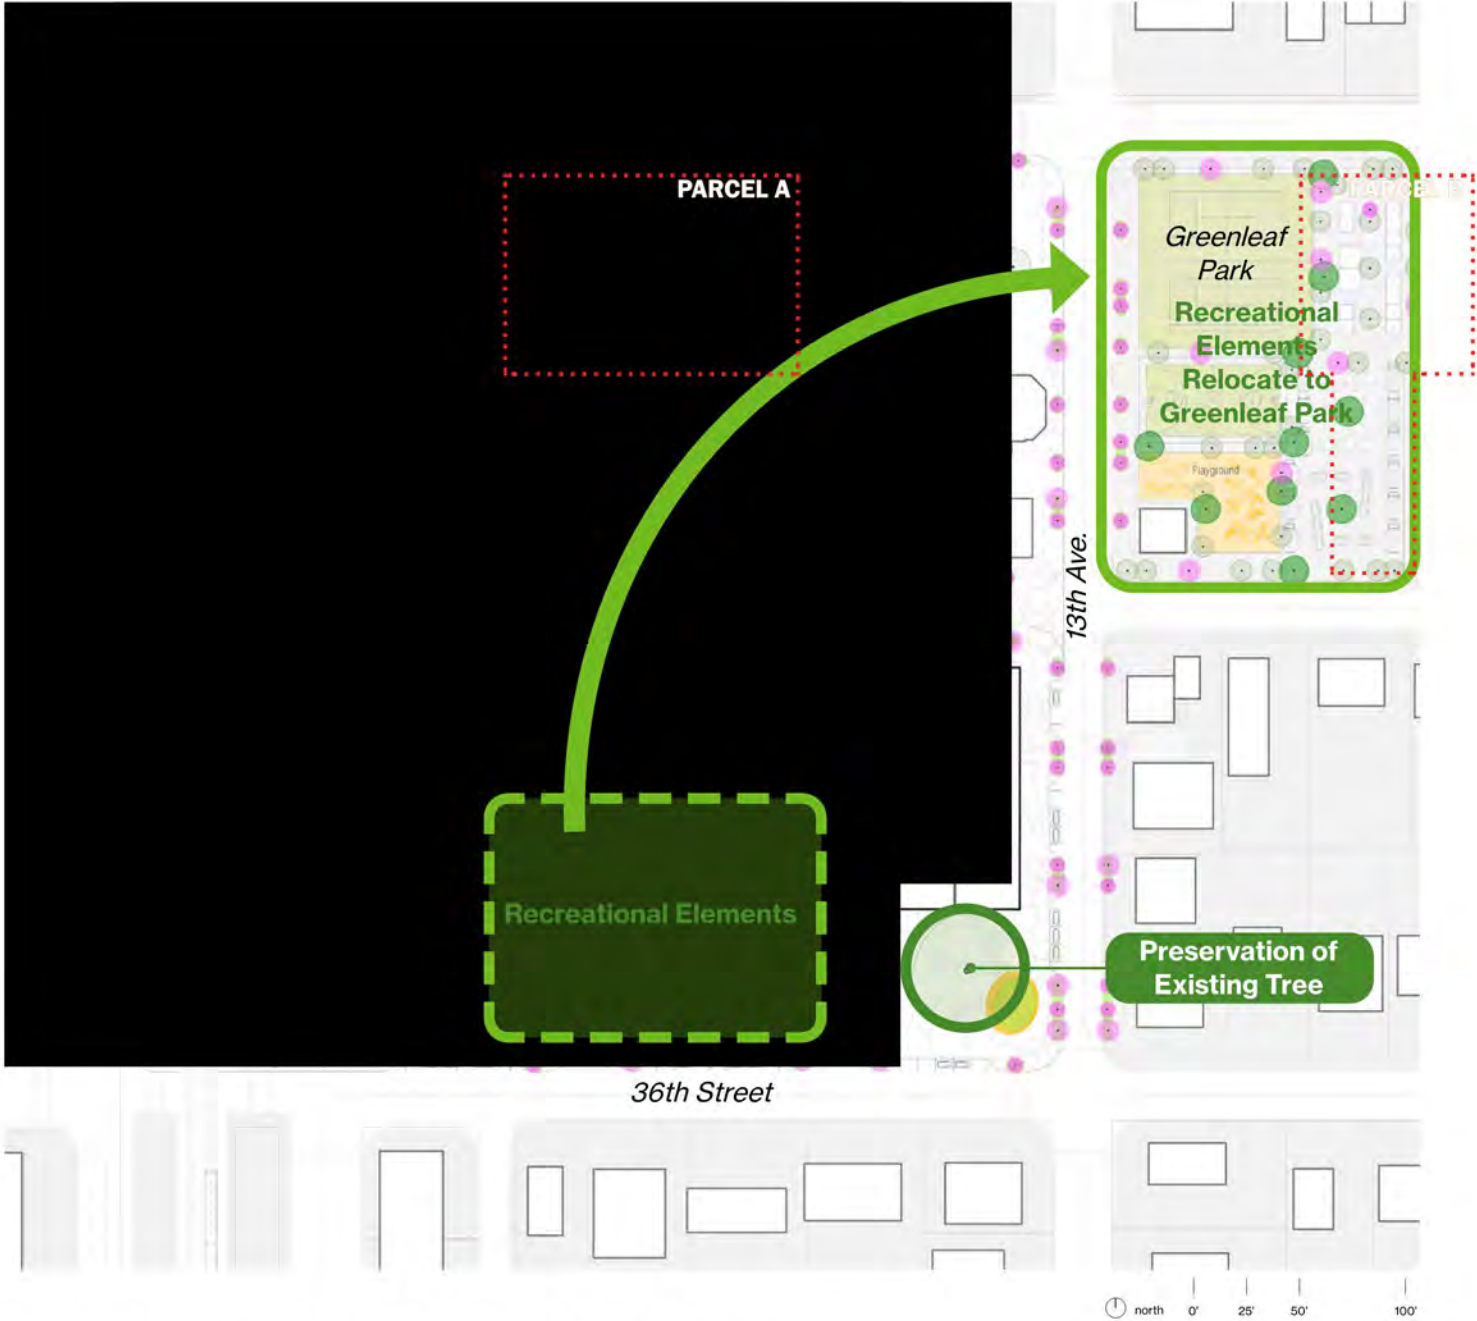 PARCEL A
PARCEL B
Greenleaf
Park
Recreational
Elements
Relocate to
Greenleaf Park
Playground
13th Ave.
Recreational Elements
Preservation of
Existing Tree
36th Street
north 0' 25' 50' 100'